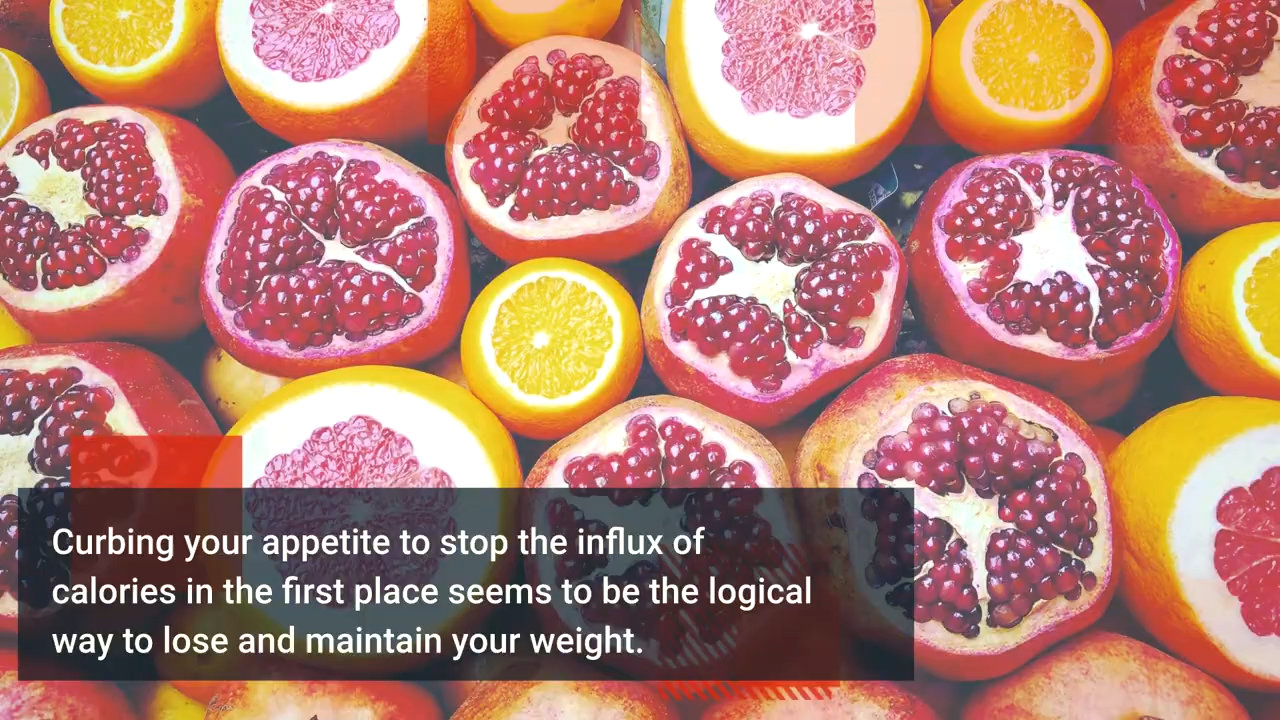 Curbing your appetite to stop the influx of
calories in the first place seems to be the logical
way to lose and maintain your weight.